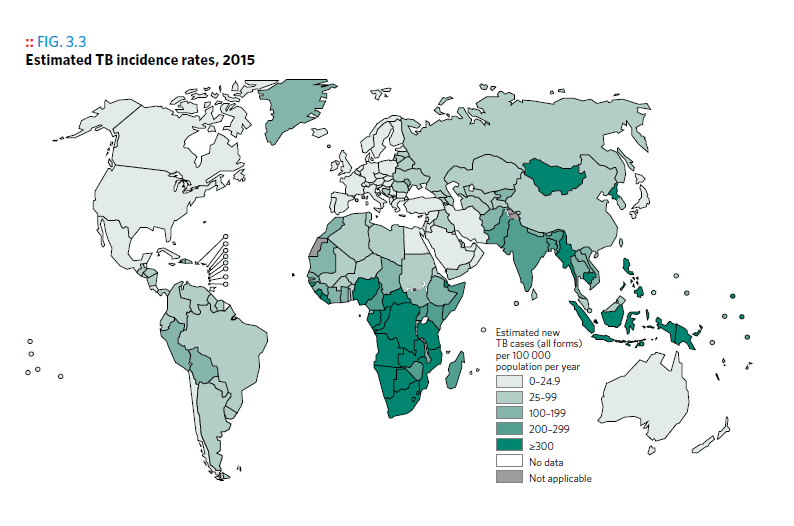 :: FIG. 3.3
Estimated TB incidence rates, 2015
Estimated new
TB cases (all forms)
per 100 000
population per year
0–24.9
25–99
100–199
200–299
≥300
No data
Not applicable